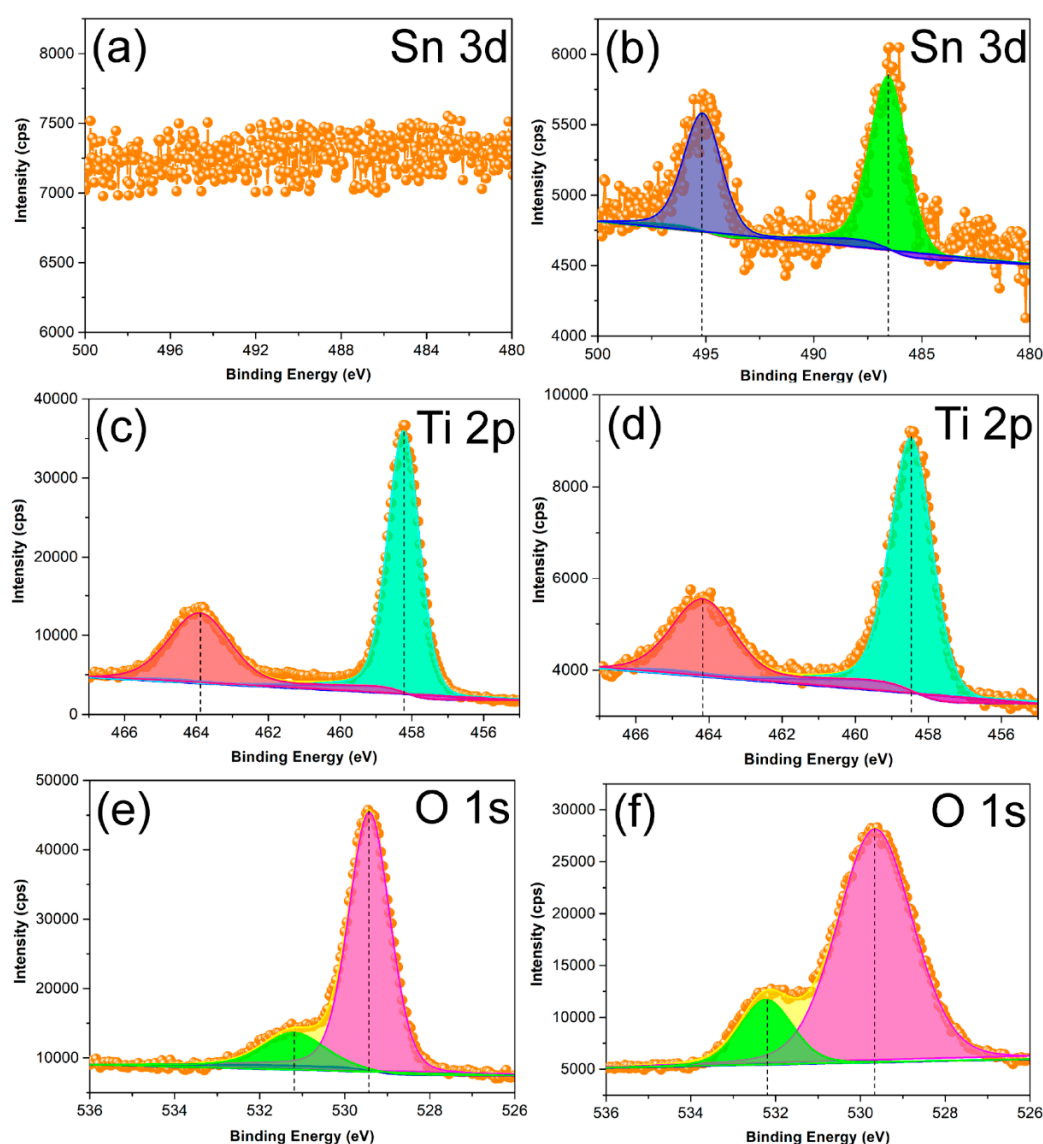 (a) Sn 3d
8000
7500
7000
6500
6000
Intensity (cps)
500 496 492 488 484 480
Binding Energy (eV)
(b) Sn 3d
6000
5500
5000
4500
4000
Intensity (cps)
500 495 490 485 480
Binding Energy (eV)
(c) Ti 2p
40000
30000
20000
10000
0
Intensity (cps)
466 464 462 460 458 456
Binding Energy (eV)
(d) Ti 2p
10000
8000
6000
4000
Intensity (cps)
466 464 462 460 458 456
Binding Energy (eV)
(e) O 1s
50000
40000
30000
20000
10000
Intensity (cps)
536 534 532 530 528 526
Binding Energy (eV)
(f) O 1s
30000
25000
20000
15000
10000
5000
Intensity (cps)
536 534 532 530 528 526
Binding Energy (eV)